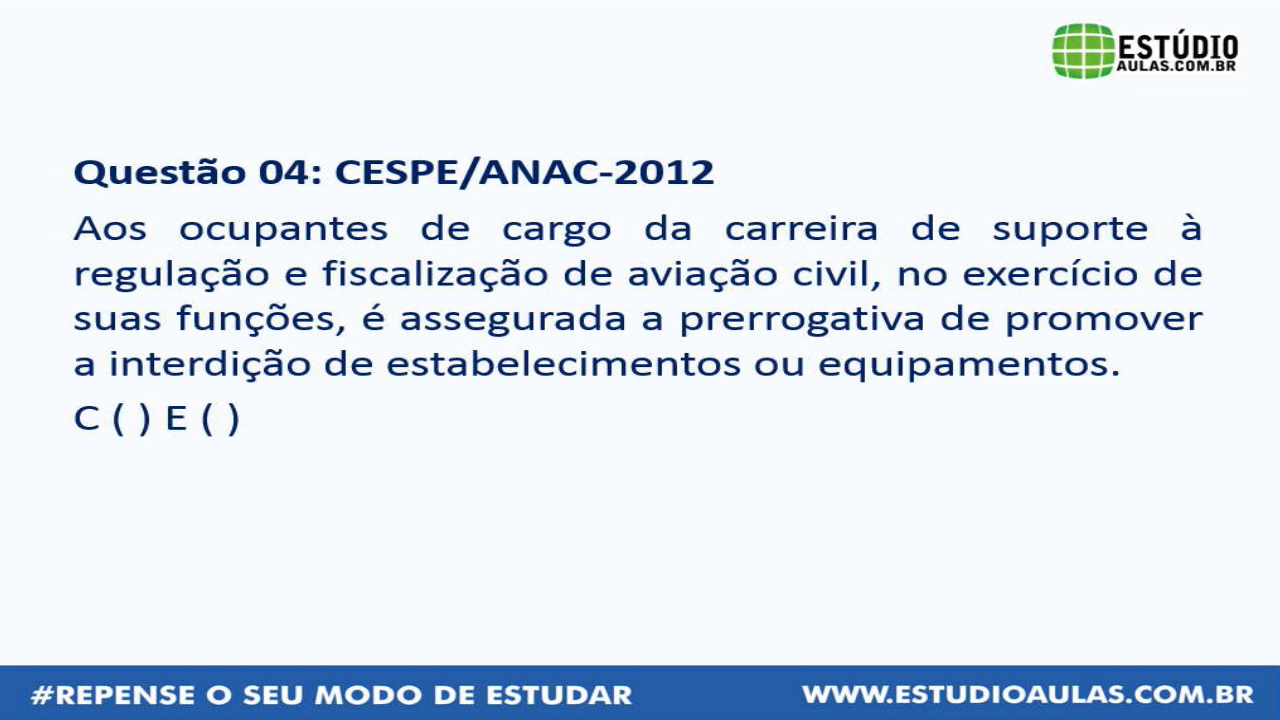 ESTÚDIO
AULAS.COM.BR
Questão 04: CESPE/ANAC-2012
Aos ocupantes de cargo da carreira de suporte à
regulação e fiscalização de aviação civil, no exercício de
suas funções, é assegurada a prerrogativa de promover
a interdição de estabelecimentos ou equipamentos.
C ( ) E ( )
#REPENSE O SEU MODO DE ESTUDAR
WWW.ESTUDIOAULAS.COM.BR